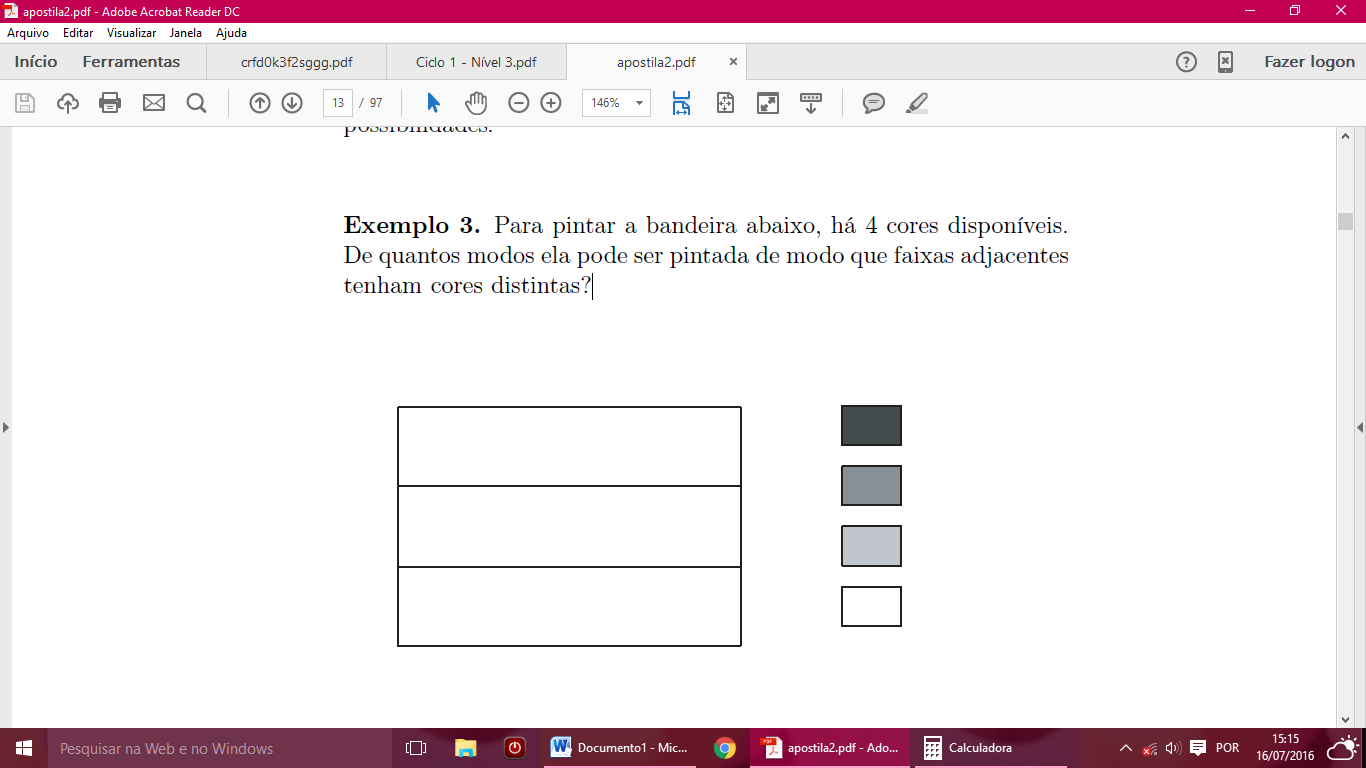 apostila2.pdf - Adobe Acrobat Reader DC
Arquivo Editar Visualizar Janela Ajuda
Início Ferramentas crfd0k3f2sggg.pdf Ciclo 1 - Nível 3.pdf apostila2.pdf × ? Fazer logon
13 / 97 146%
possibilidades.
Exemplo 3. Para pintar a bandeira abaixo, há 4 cores disponíveis.
De quantos modos ela pode ser pintada de modo que faixas adjacentes
tenham cores distintas?
Pesquisar na Web e no Windows Documento1 - Mic... apostila2.pdf - Ado... Calculadora POR 15:15
16/07/2016